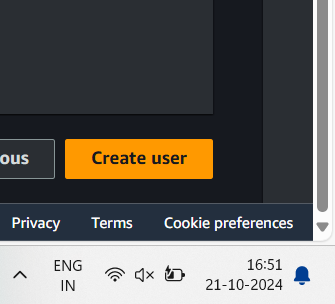 ous
Create user
Privacy
Terms
Cookie preferences
ENG
IN
16:51
21-10-2024